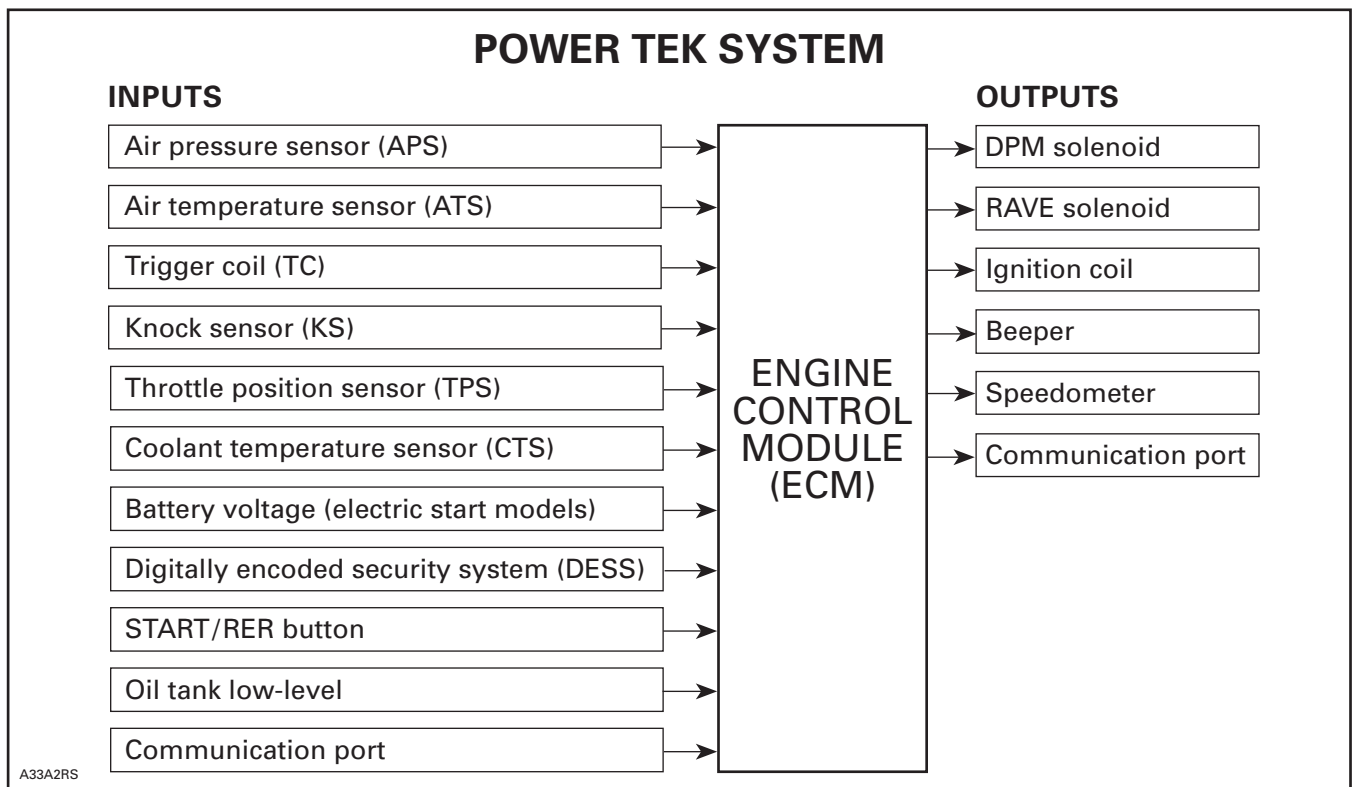 POWER TEK SYSTEM
INPUTS
Air pressure sensor (APS)
Air temperature sensor (ATS)
Trigger coil (TC)
Knock sensor (KS)
Throttle position sensor (TPS)
Coolant temperature sensor (CTS)
Battery voltage (electric start models)
Digitally encoded security system (DESS)
START/RER button
Oil tank low-level
Communication port
ENGINE
CONTROL
MODULE
(ECM)
OUTPUTS
DPM solenoid
RAVE solenoid
Ignition coil
Beeper
Speedometer
Communication port
A33A2RS